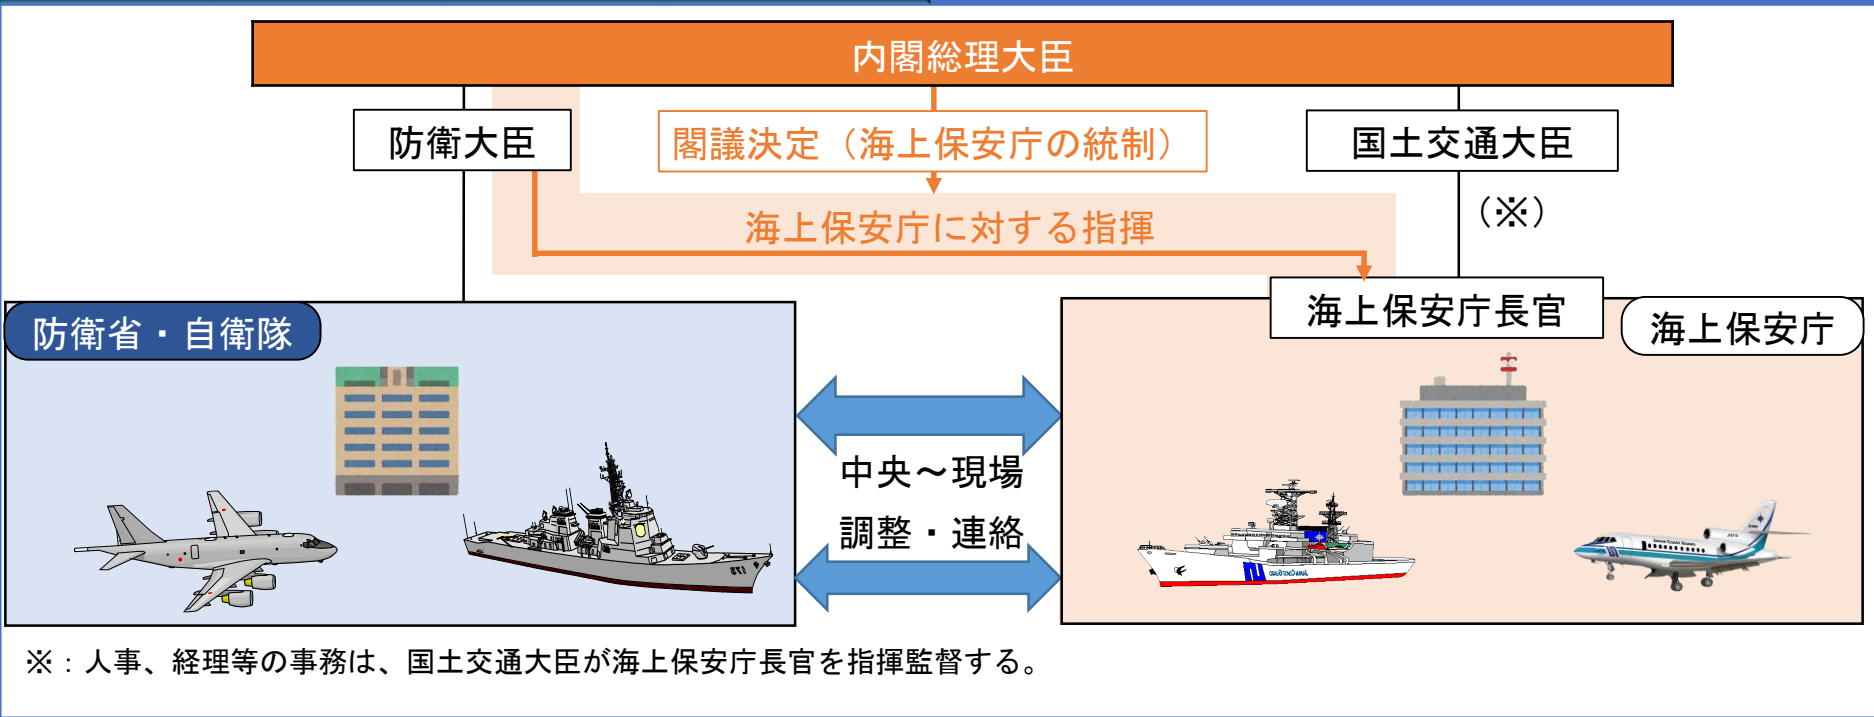 内閣総理大臣
防衛大臣
閣議決定（海上保安庁の統制）
国土交通大臣
海上保安庁に対する指揮
（※）
海上保安庁長官
防衛省・自衛隊
海上保安庁
中央～現場
調整・連絡
※：人事、経理等の事務は、国土交通大臣が海上保安庁長官を指揮監督する。